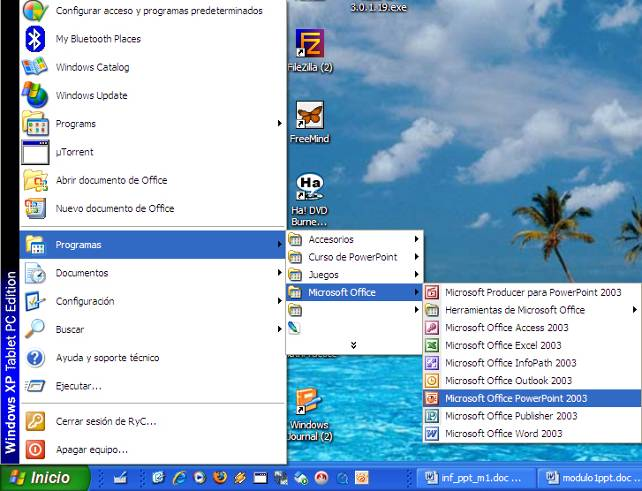 Configurar acceso y programas predeterminados
My Bluetooth Places
Windows Catalog
Windows Update
Programs
µTorrent
Abrir documento de Office
Nuevo documento de Office
Programas
Documentos
Configuración
Buscar
Ayuda y soporte técnico
Ejecutar...
Cerrar sesión de RyC...
Apagar equipo...
Windows XP Tablet PC Edition
Accesorios
Curso de PowerPoint
Juegos
Microsoft Office
Microsoft Producer para PowerPoint 2003
Herramientas de Microsoft Office
Microsoft Office Access 2003
Microsoft Office Excel 2003
Microsoft Office InfoPath 2003
Microsoft Office Outlook 2003
Microsoft Office PowerPoint 2003
Microsoft Office Publisher 2003
Microsoft Office Word 2003
3.0.1.19.exe
FileZilla (2)
FreeMind
Ha!
Ha! DVD
Burne...
Windows
Journal (2)
Inicio
inf_ppt_m1.doc ...
modulo1ppt.doc ...